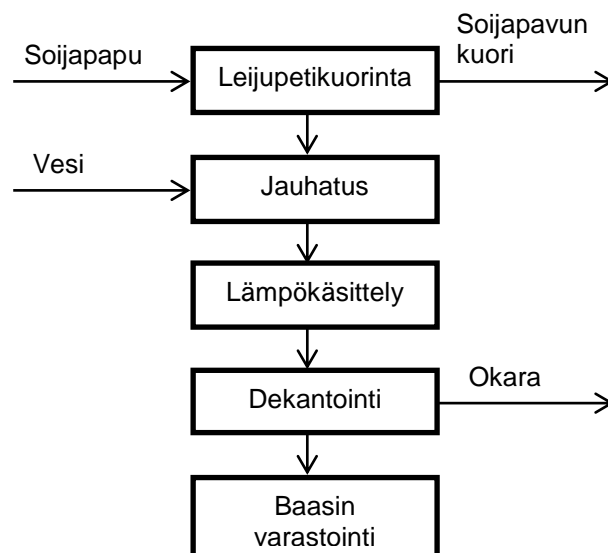 Soijapapu
Leijupetikuorinta
Soijapavun
kuori
Vesi
Jauhatus
Lämpökäsittely
Dekantointi
Okara
Baasin
varastointi